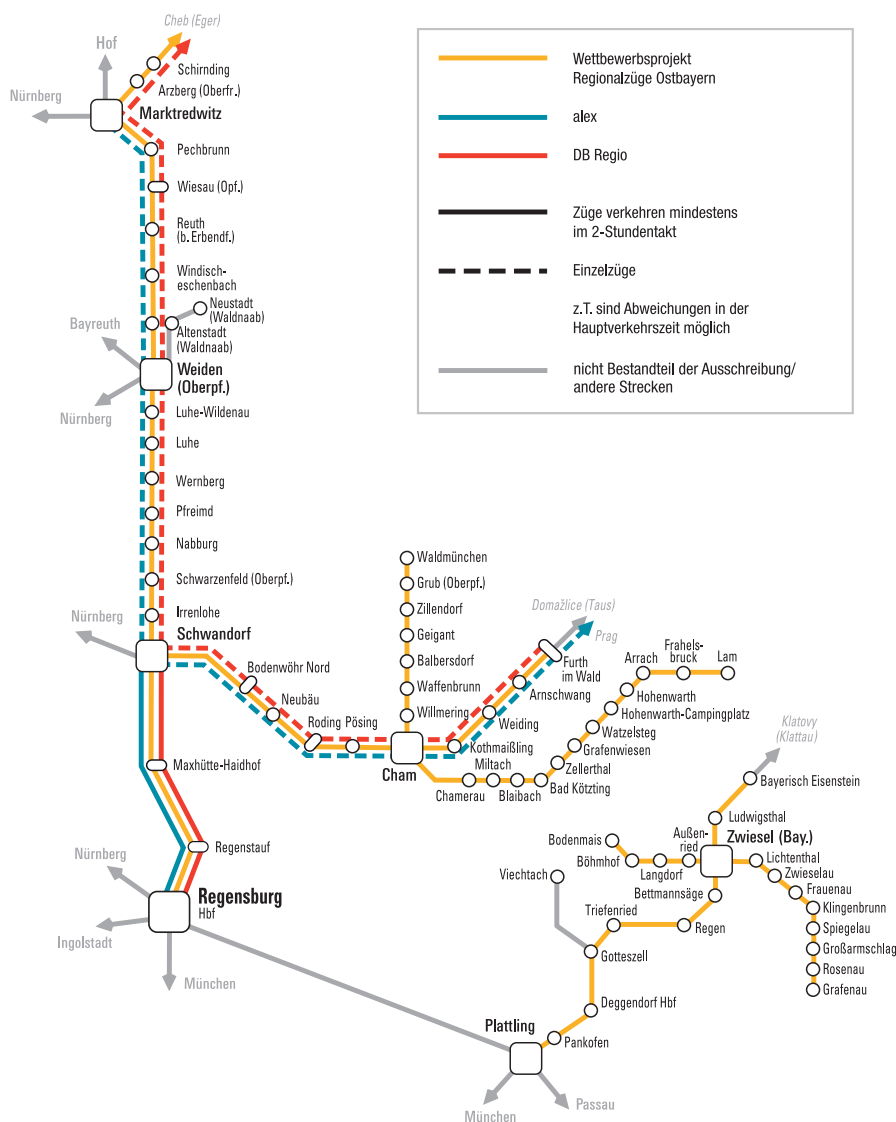 Cheb (Eger)
Hof
Schirnding
Arzberg (Oberfr.)
Nürnberg
Marktredwitz
Pechbrunn
Wiesau (Opf.)
Reuth
(b. Erbendf.)
Windisch-
eschenbach
Neustadt
(Waldnaab)
Bayreuth
Altenstadt
(Waldnaab)
Weiden
(Oberpf.)
Nürnberg
Luhe-Wildenau
Luhe
Wernberg
Pfreimd
Nabburg
Schwarzenfeld (Oberpf.)
Irrenlohe
Nürnberg
Schwandorf
Wettbewerbsprojekt
Regionalzüge Ostbayern
alex
DB Regio
Züge verkehren mindestens
im 2-Stundentakt
Einzelzüge
z.T. sind Abweichungen in der
Hauptverkehrszeit möglich
nicht Bestandteil der Ausschreibung/
andere Strecken
Waldmünchen
Grub (Oberpf.)
Zillendorf
Geigant
Balbersdorf
Waffenbrunn
Willmering
Domažlice (Taus)
Prag
Furth
im Wald
Arnschwang
Weiding
Kothmaißling
Bodenwöhr Nord
Neubäu
Roding Pösing
Cham
Chamerau
Miltach
Blaibach
Bad Kötzting
Zellerthal
Grafenwiesen
Watzelsteg
Hohenwarth-Campingplatz
Hohenwarth
Arrach
Frahels-
bruck
Lam
Maxhütte-Haidhof
Regenstauf
Nürnberg
Regensburg
Hbf
Ingolstadt
München
Klatovy
(Klattau)
Bayerisch Eisenstein
Ludwigsthal
Zwiesel (Bay.)
Außen-
ried
Bodenmais
Böhmhof
Langdorf
Lichtenthal
Zwieselau
Frauenau
Klingenbrunn
Spiegelau
Großarmschlag
Rosenau
Grafenau
Bettmannsäge
Viechtach
Triefenried
Regen
Gotteszell
Deggendorf Hbf
Plattling
Pankofen
München
Passau